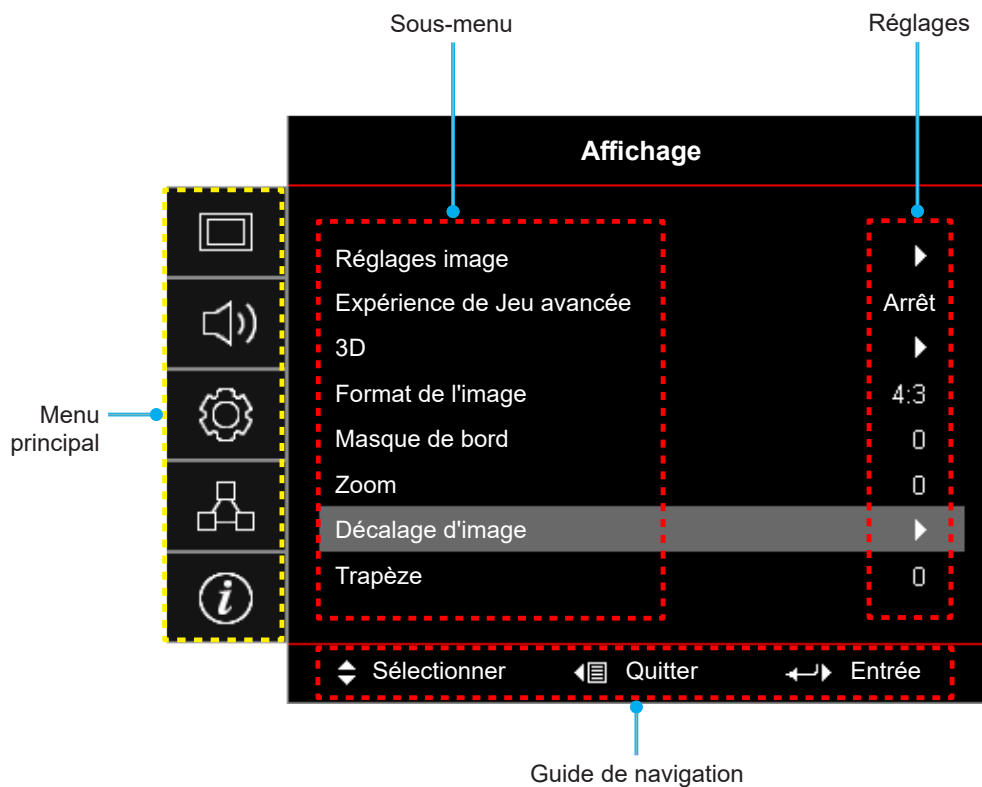 Sous-menu
Réglages
Affichage
Réglages image
Expérience de Jeu avancée Arrêt
3D
Format de l'image 4:3
Masque de bord 0
Zoom 0
Décalage d'image
Trapèze 0
Menu
principal
Sélectionner Quitter Entrée
Guide de navigation